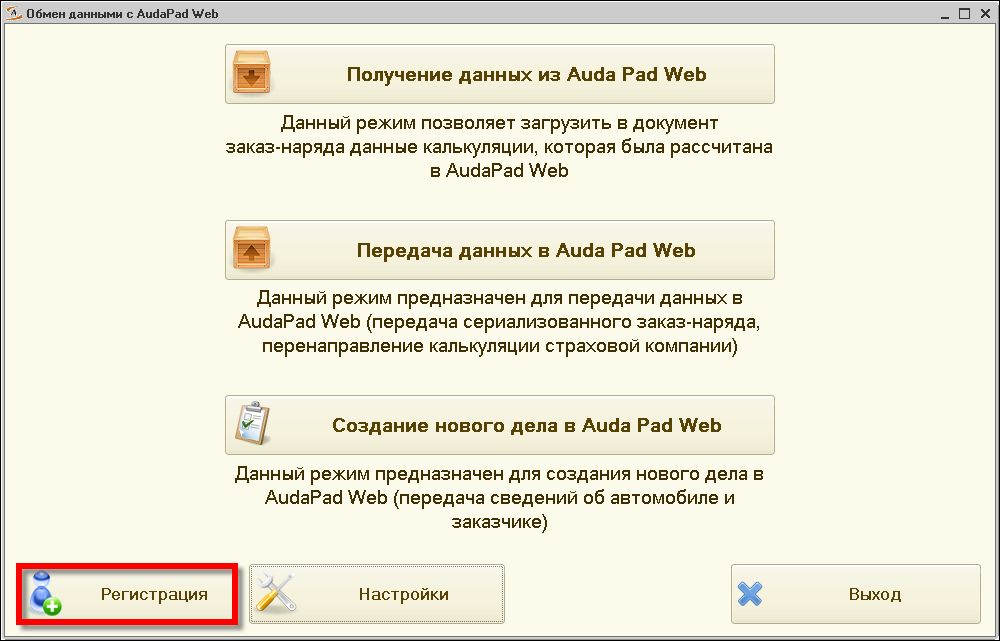 Обмен данными с AudaPad Web
Получение данных из Auda Pad Web
Данный режим позволяет загрузить в документ
заказ-наряда данные калькуляции, которая была рассчитана
в AudaPad Web
Передача данных в Auda Pad Web
Данный режим предназначен для передачи данных в
AudaPad Web (передача сериализованного заказ-наряда,
перенаправление калькуляции страховой компании)
Создание нового дела в Auda Pad Web
Данный режим предназначен для создания нового дела в
AudaPad Web (передача сведений об автомобиле и
заказчике)
Регистрация
Настройки
Выход